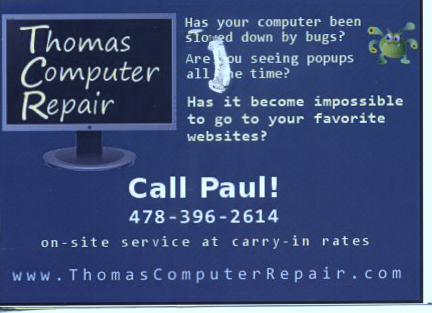 Thomas
Computer
Repair
Has your computer been
slowed down by bugs?
Are you seeing popups
all the time?
Has it become impossible
to go to your favorite
websites?
Call Paul!
478-396-2614
on-site service at carry-in rates
www.ThomasComputerRepair.com